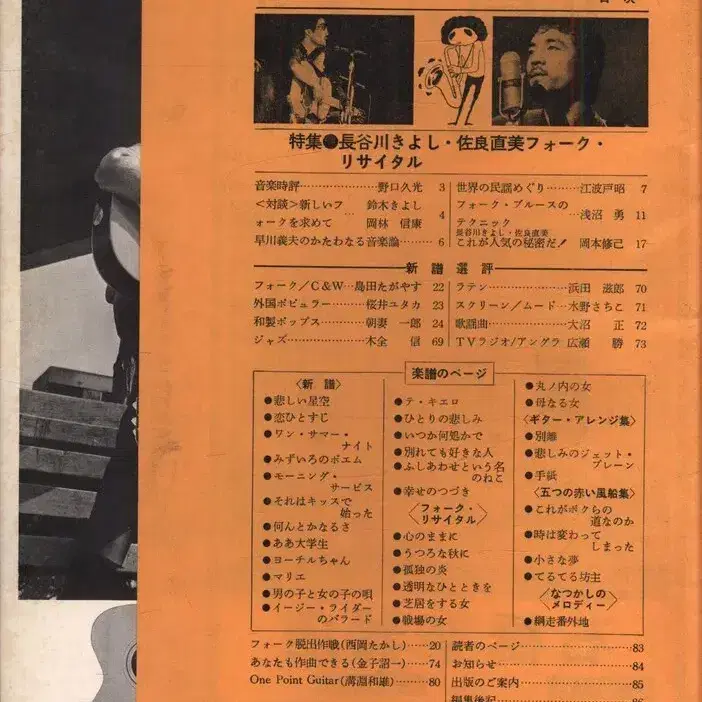 特集●長谷川きよし・佐良直美フォーク・
リサイタル
音楽時評…………………野口久光 3
＜対談＞新しいフォークを求めて 鈴木きよし 岡林 信康 4
早川義夫のかたわなる音楽論………6
世界の民謡めぐり………江波戸昭 7
フォーク・ブルースの
テクニック……………浅沼 勇 11
長谷川きよし・佐良直美
これが人気の秘密だ！ 岡本修己 17
新譜選評
フォーク／C＆W…島田たがやす 22
外国ポピュラー………桜井ユタカ 23
和製ポップス…………朝妻 一郎 24
ジャズ…………………木全 信 69
ラテン…………………浜田 滋郎 70
スクリーン／ムード…水野さちこ 71
歌謡曲…………………大沼 正 72
TVラジオ／アングラ 広瀬 勝 73
楽譜のページ
〈新 譜〉
●悲しい星空
●恋ひとすじ
●ワン・サマー・
ナイト
●みずいろのポエム
●モーニング・
サービス
●それはキッスで
始った
●何んとかなるさ
●ああ大学生
●ヨーチルちゃん
●マリエ
●男の子と女の子の唄
●イージー・ライダー
のバラード
●テ・キエロ
●ひとりの悲しみ
●いつか何処かで
●別れても好きな人
●ふしあわせという名
のねこ
●幸せのつづき
〈フォーク・
リサイタル〉
●心のままに
●うつろな秋に
●孤独の炎
●透明なひとときを
●芝居をする女
●戦場の女
●丸ノ内の女
●母なる女
〈ギター・アレンジ集〉
●別離
●悲しみのジェット・
プレーン
●手紙
〈五つの赤い風船集〉
●これがボクらの
道なのか
●時は変わって
しまった
●小さな夢
●てるてる坊主
〈なつかしの
メロディー〉
●網走番外地
フォーク脱出作戦(西岡たかし)……20
あなたも作曲できる(金子詔一)……74
One Point Guitar(溝淵和雄)………80
読者のページ………………………83
お知らせ……………………………84
出版のご案内………………………85
編集後記……………………………86